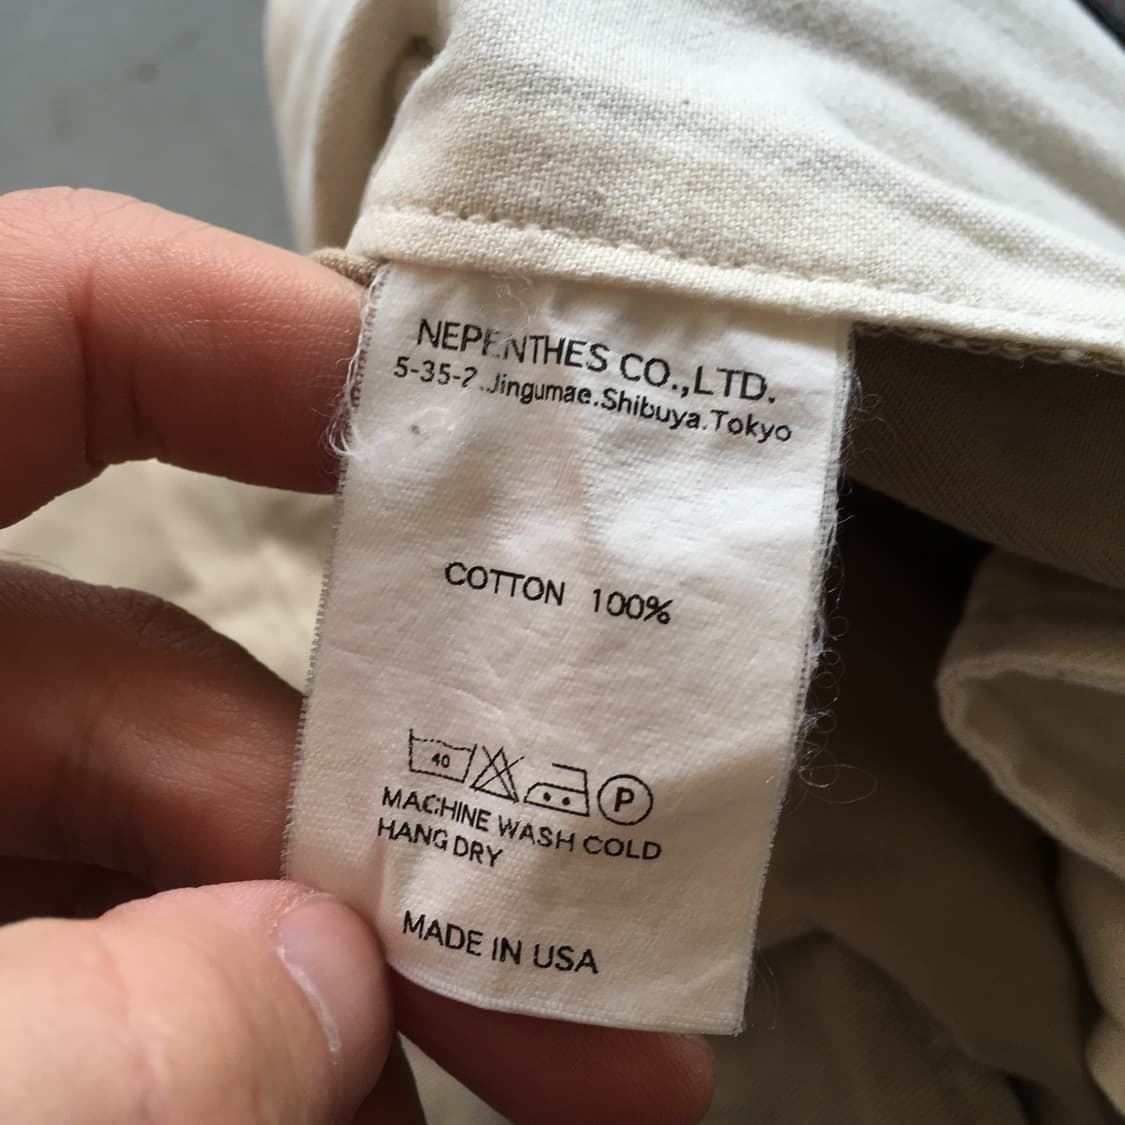 NEPENTHES CO.,LTD.
5-35-2.Jingumae.Shibuya.Tokyo
COTTON 100%
40 P
MACHINE WASH COLD
HANG DRY
MADE IN USA